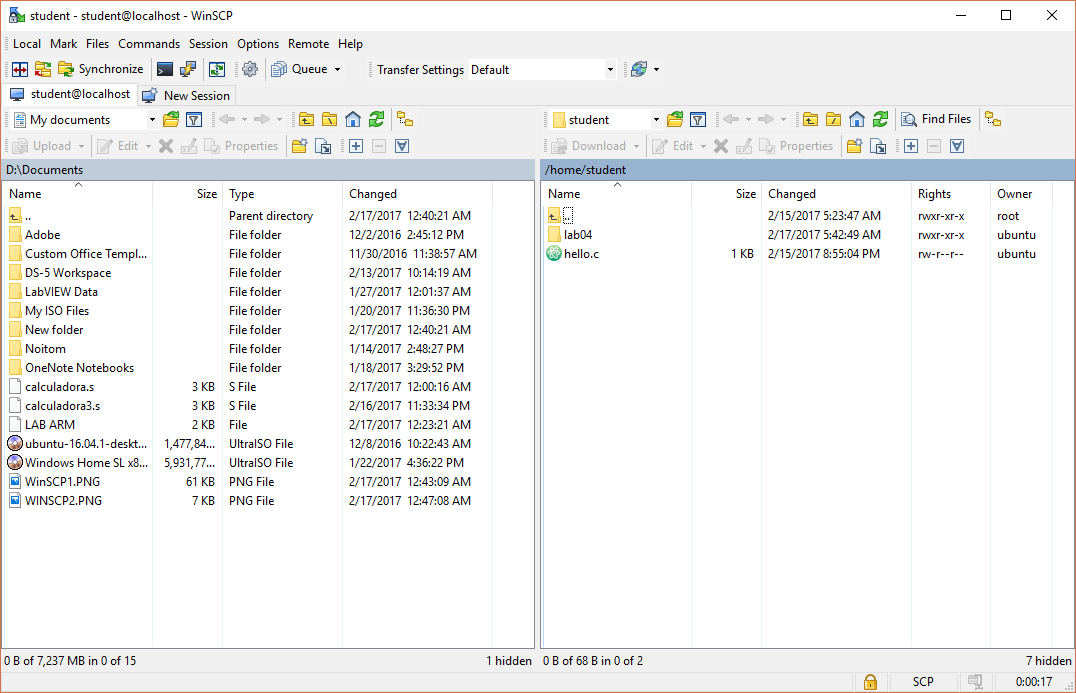 student - student@localhost - WinSCP
Local Mark Files Commands Session Options Remote Help
Synchronize Queue Transfer Settings Default
student@localhost New Session
My documents student Find Files
Upload Edit Properties Download Edit Properties
D:\Documents /home/student
Name Size Type Changed Name Size Changed Rights Owner
.. Parent directory 2/17/2017 12:40:21 AM .. 2/15/2017 5:23:47 AM rwxr-xr-x root
Adobe File folder 12/2/2016 2:45:12 PM lab04 2/17/2017 5:42:49 AM rwxr-xr-x ubuntu
Custom Office Templ... File folder 11/30/2016 11:38:57 AM hello.c 1 KB 2/15/2017 8:55:04 PM rw-r--r-- ubuntu
DS-5 Workspace File folder 2/13/2017 10:14:19 AM
LabVIEW Data File folder 1/27/2017 12:01:37 AM
My ISO Files File folder 1/20/2017 11:36:30 PM
New folder File folder 2/17/2017 12:40:21 AM
Noitom File folder 1/14/2017 2:48:27 PM
OneNote Notebooks File folder 1/18/2017 3:29:52 PM
calculadora.s 3 KB S File 2/17/2017 12:00:16 AM
calculadora3.s 3 KB S File 2/16/2017 11:33:34 PM
LAB ARM 2 KB File 2/17/2017 12:23:21 AM
ubuntu-16.04.1-deskt... 1,477,84... UltraISO File 12/8/2016 10:22:43 AM
Windows Home SL x8... 5,931,77... UltraISO File 1/22/2017 4:36:22 PM
WinSCP1.PNG 61 KB PNG File 2/17/2017 12:43:09 AM
WINSCP2.PNG 7 KB PNG File 2/17/2017 12:47:08 AM
0 B of 7,237 MB in 0 of 15 1 hidden 0 B of 68 B in 0 of 2 7 hidden
SCP 0:00:17